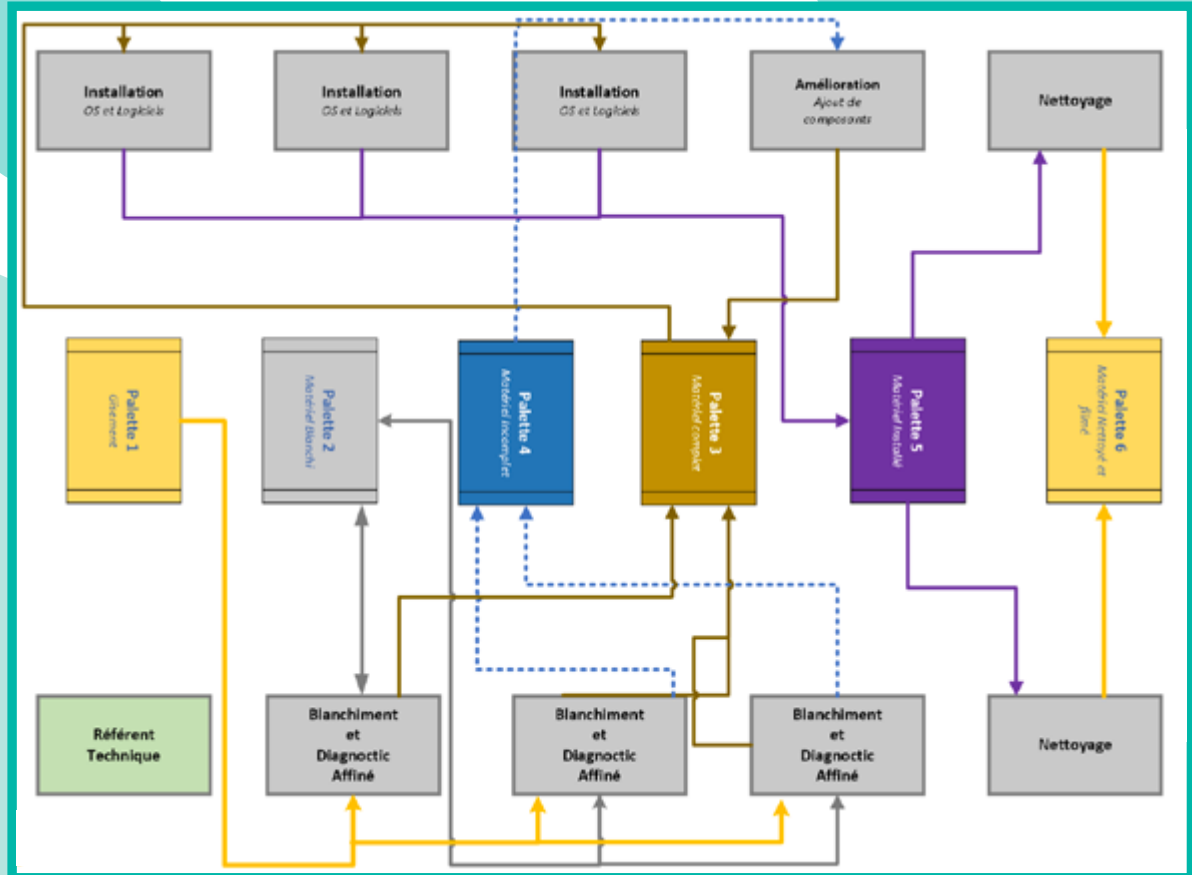 Installation
OS et Logiciels
Installation
OS et Logiciels
Installation
OS et Logiciels
Amélioration
Ajout de
composants
Nettoyage
Palette 1
Gisement
Palette 2
Matériel Blanchi
Palette 4
Matériel Incomplet
Palette 3
Matériel Complet
Palette 5
Matériel Installé
Palette 6
Matériel Nettoyé et
filmé
Référent
Technique
Blanchiment
et
Diagnoctic
Affiné
Blanchiment
et
Diagnoctic
Affiné
Blanchiment
et
Diagnoctic
Affiné
Nettoyage